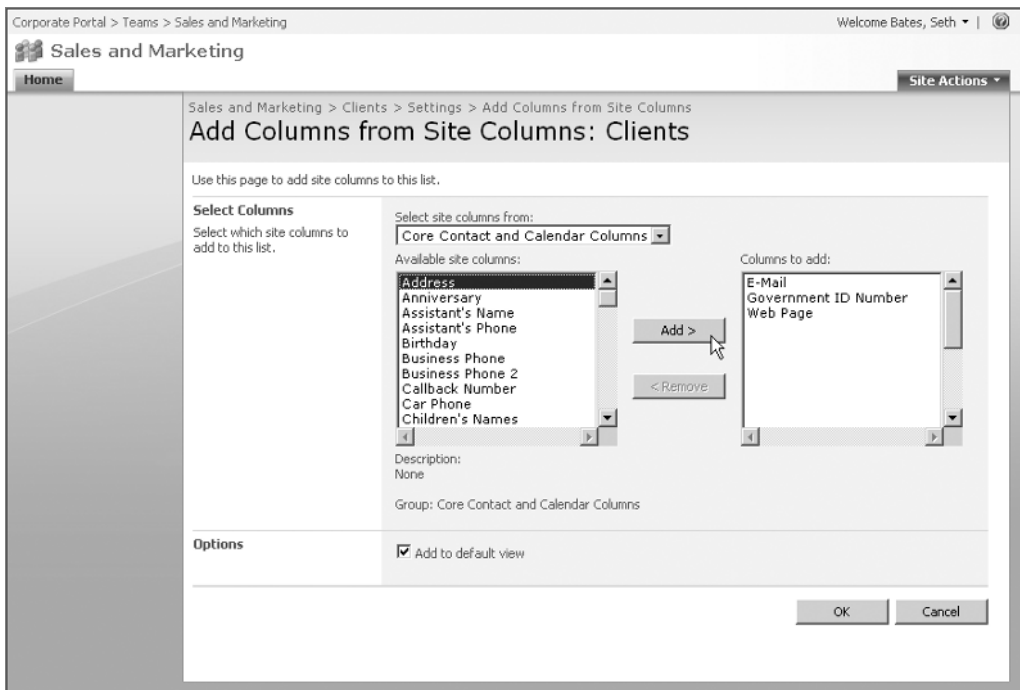 Corporate Portal > Teams > Sales and Marketing
Welcome Bates, Seth
Sales and Marketing
Home
Site Actions
Sales and Marketing > Clients > Settings > Add Columns from Site Columns
Add Columns from Site Columns: Clients
Use this page to add site columns to this list.
Select Columns
Select which site columns to
add to this list.
Select site columns from:
Core Contact and Calendar Columns
Available site columns:
Address
Anniversary
Assistant's Name
Assistant's Phone
Birthday
Business Phone
Business Phone 2
Callback Number
Car Phone
Children's Names
Add >
< Remove
Columns to add:
E-Mail
Government ID Number
Web Page
Description:
None
Group: Core Contact and Calendar Columns
Options
Add to default view
OK
Cancel